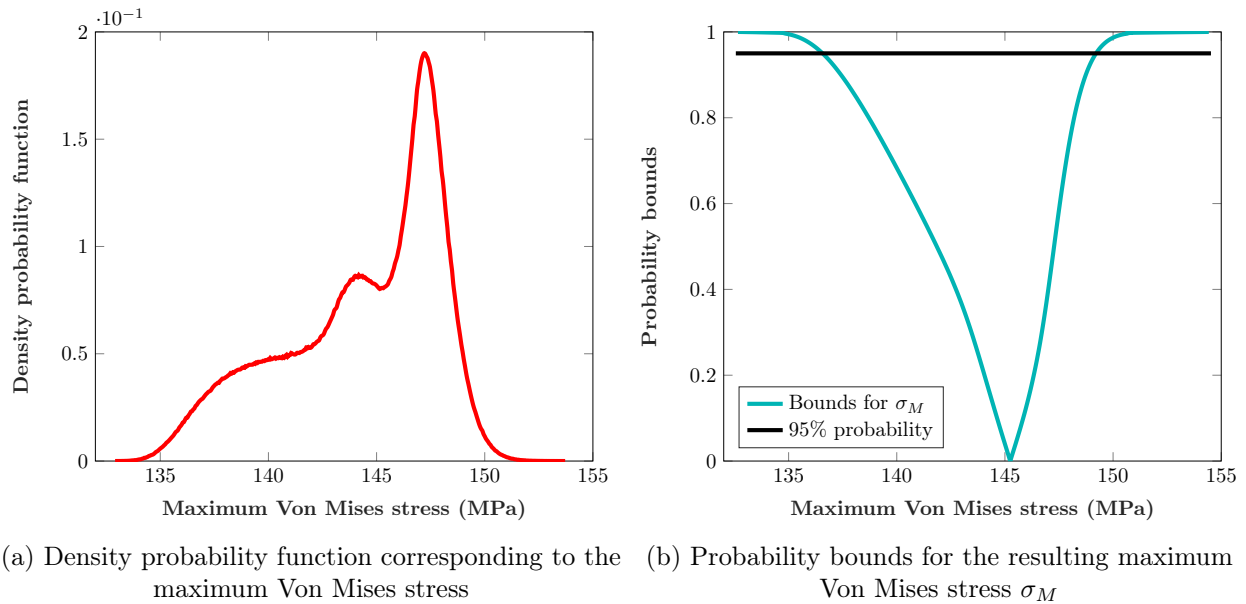 ·10⁻¹
2
1.5
1
0.5
0
135
140
145
150
155
Density probability function
Maximum Von Mises stress (MPa)
(a) Density probability function corresponding to the
maximum Von Mises stress
1
0.8
0.6
0.4
0.2
0
135
140
145
150
155
Probability bounds
Bounds for σ_M
95% probability
Maximum Von Mises stress (MPa)
(b) Probability bounds for the resulting maximum
Von Mises stress σ_M